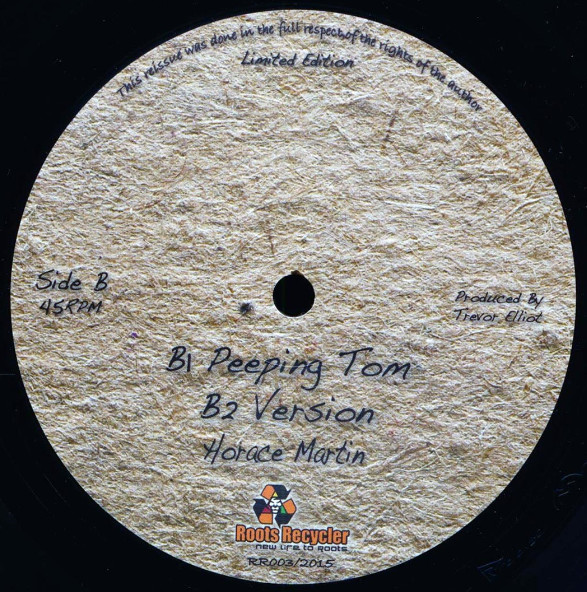 This reissue was done in the full respect of the rights of the author
Limited Edition
Side B
45RPM
Produced By
Trevor Elliot
B1 Peeping Tom
B2 Version
Horace Martin
Roots Recycler
new life to roots
RR003/2015